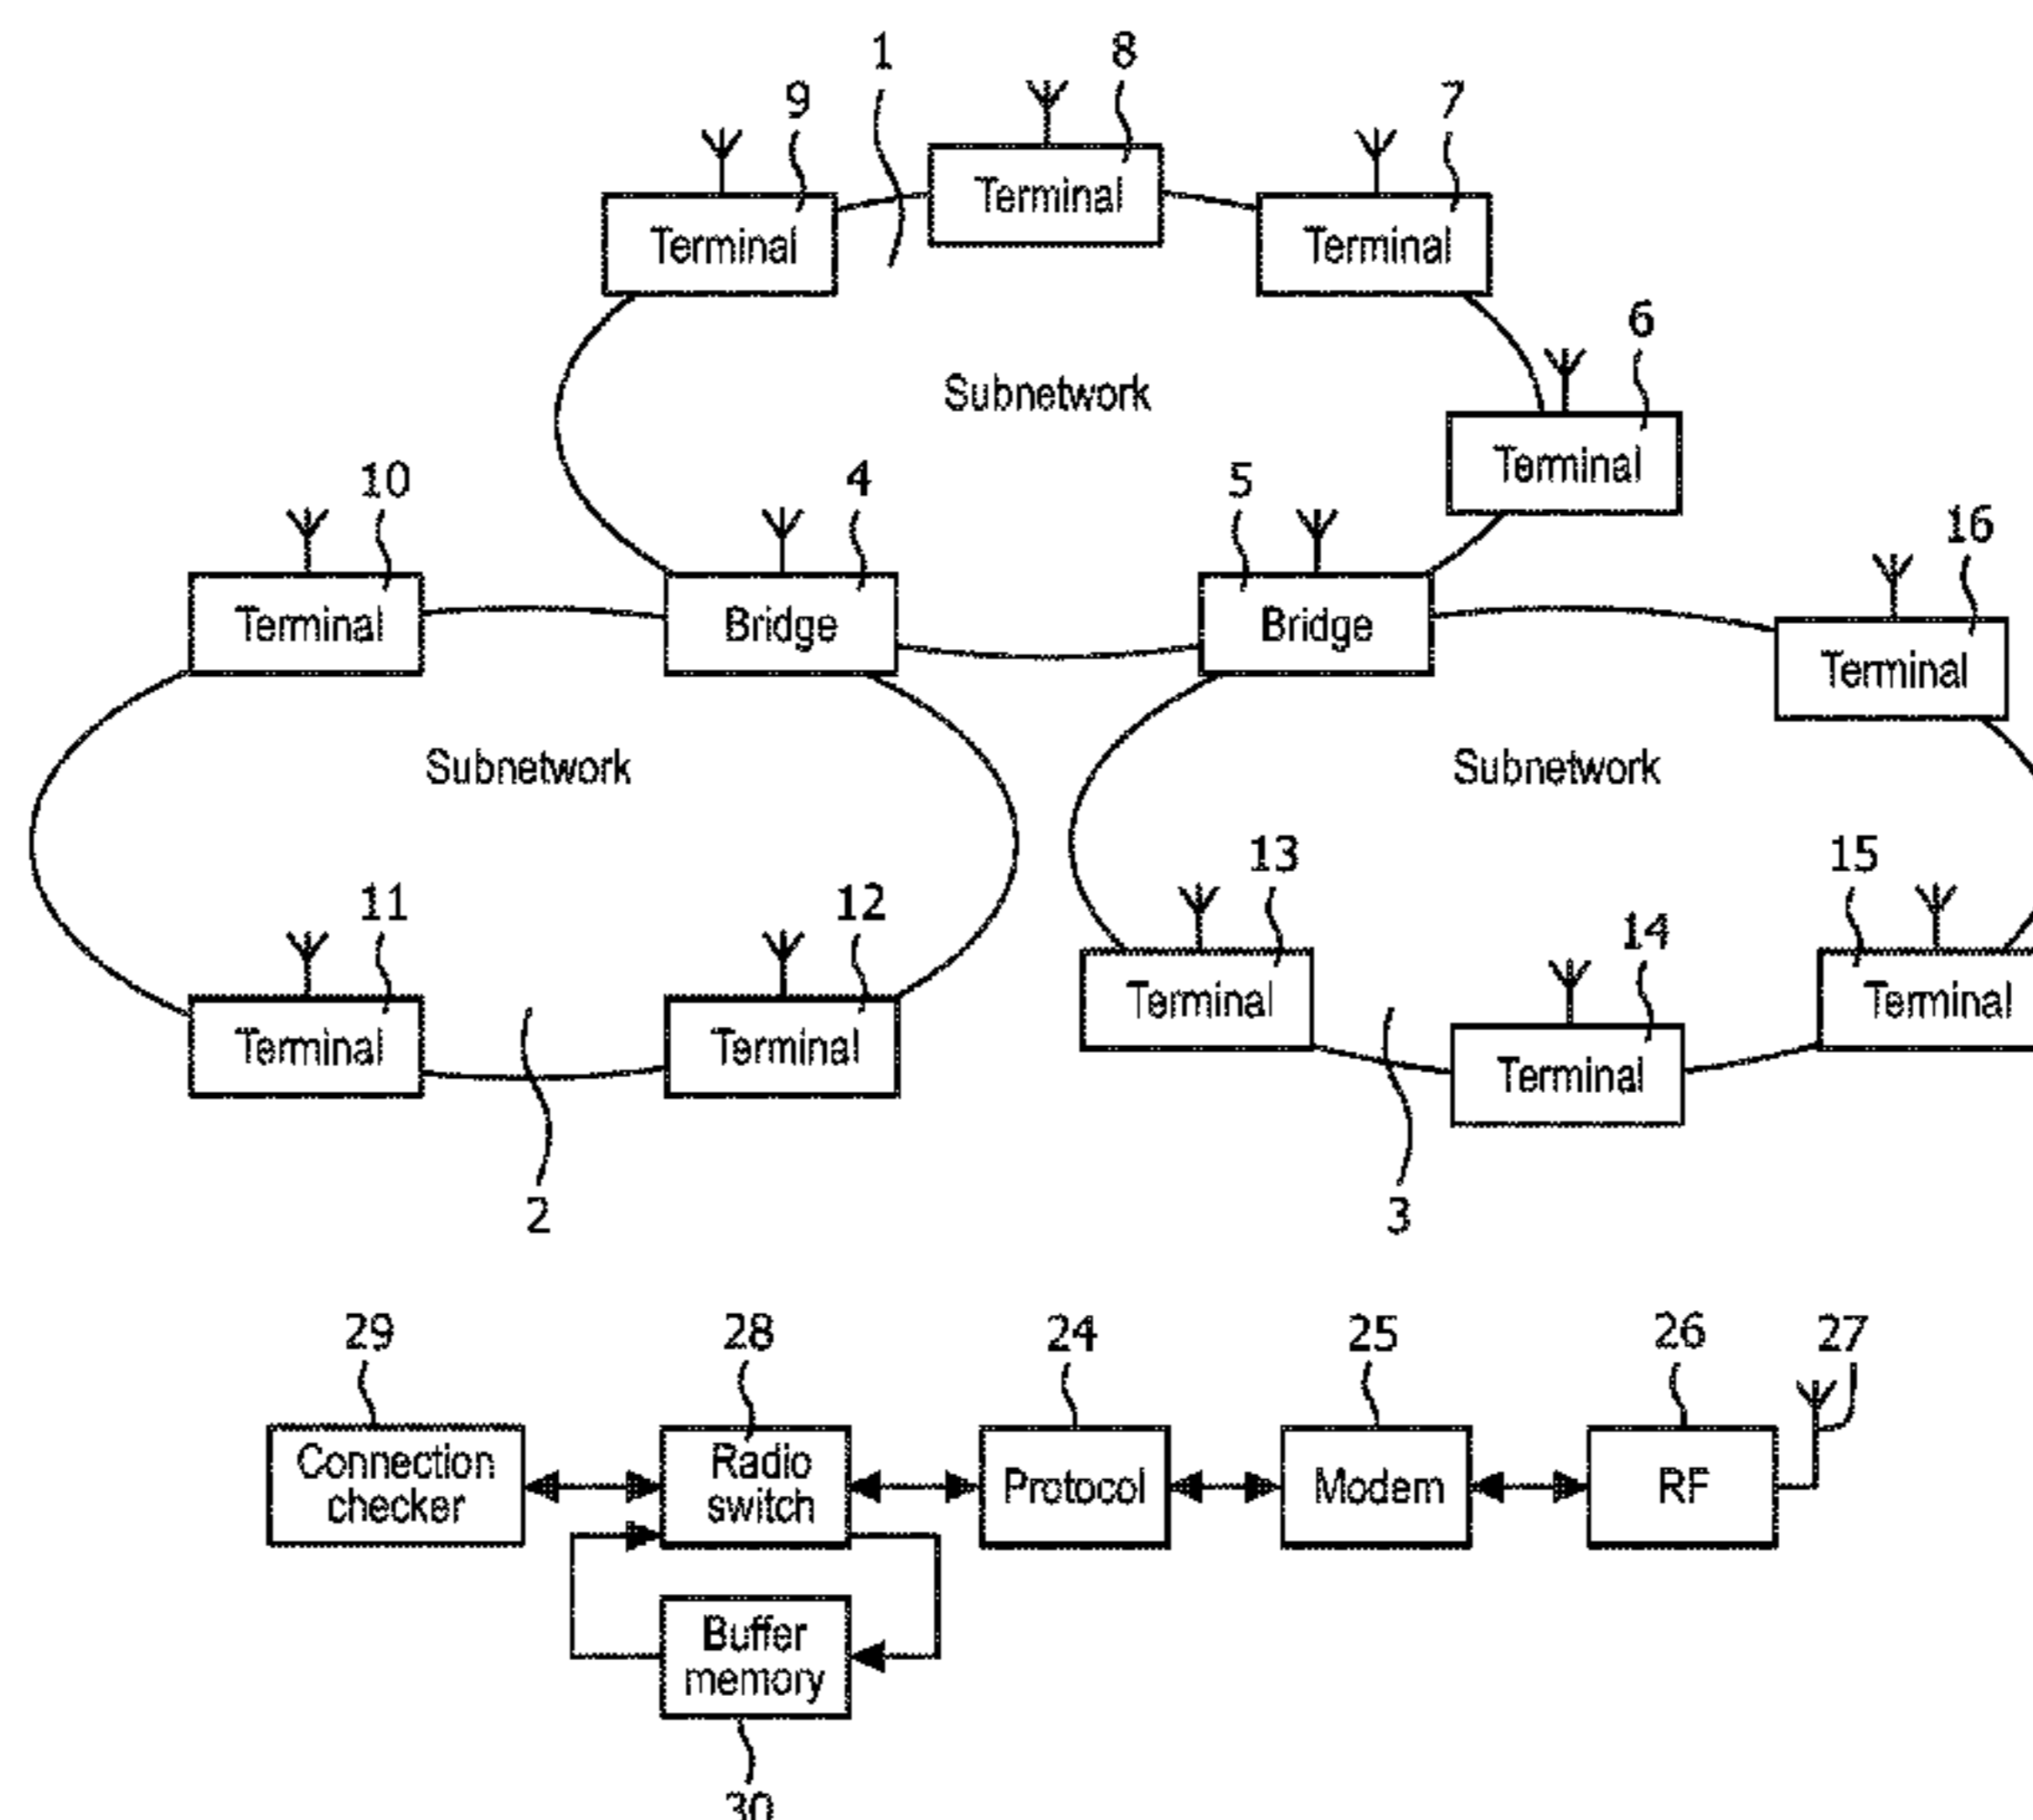 1
8
9
7
Terminal
Terminal
Terminal
6
Subnetwork
Terminal
10
4
5
16
Terminal
Bridge
Bridge
Terminal
Subnetwork
Subnetwork
13
15
11
12
14
Terminal
Terminal
Terminal
Terminal
Terminal
2
3
29
28
24
25
26
27
Connection
checker
Radio
switch
Protocol
Modem
RF
Buffer
memory
30